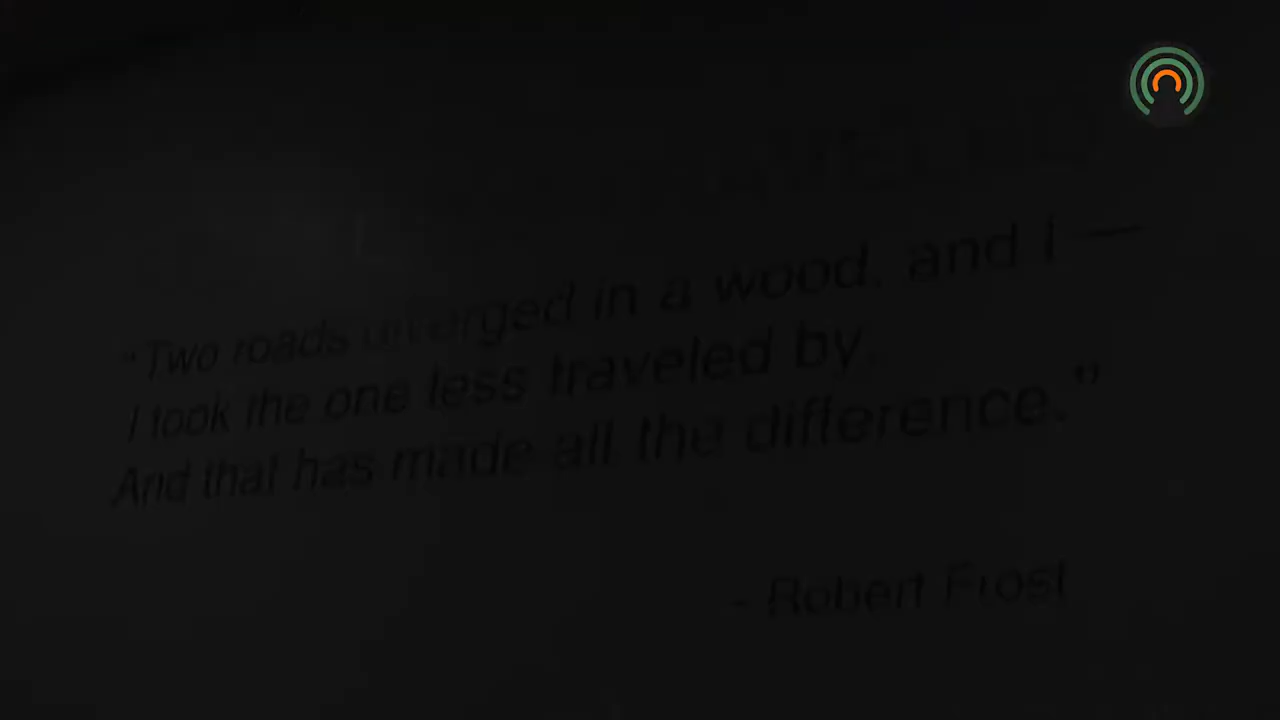 TRAVELED
"Two roads diverged in a wood, and I —
I took the one less traveled by,
And that has made all the difference."
- Robert Frost